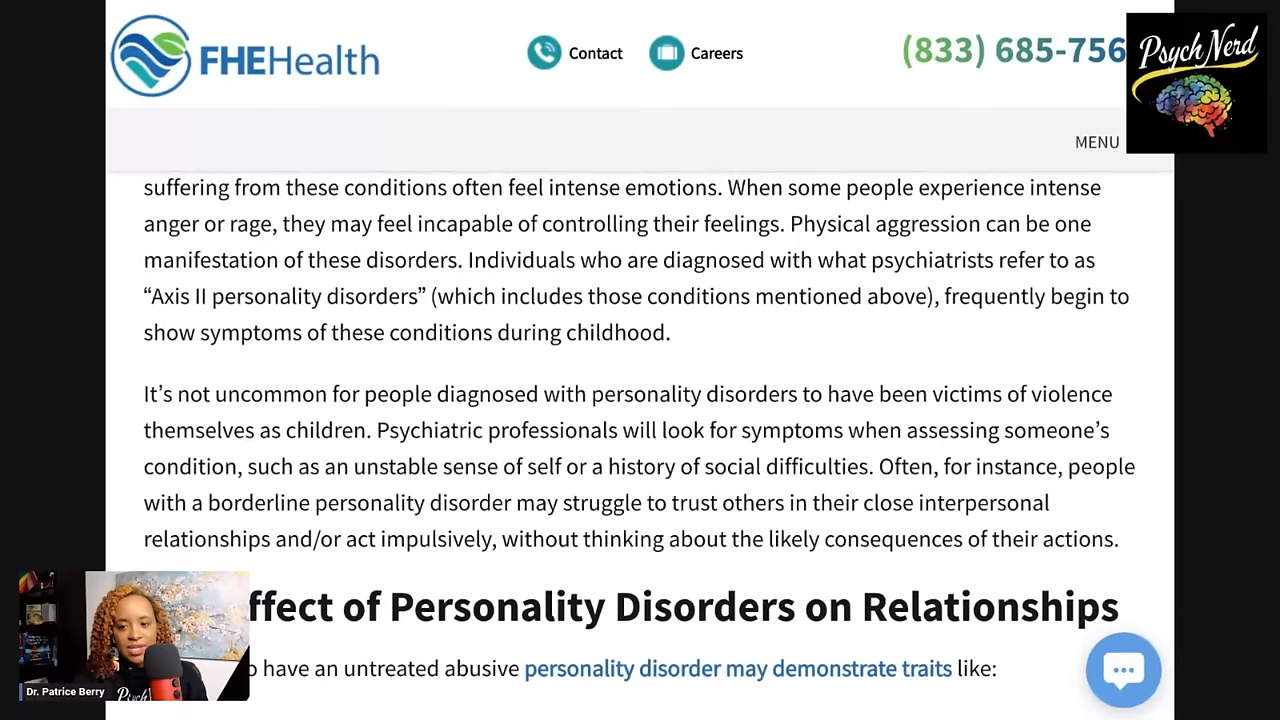 FHEHealth
Contact
Careers
(833) 685-756
PsychNerd
MENU
suffering from these conditions often feel intense emotions. When some people experience intense
anger or rage, they may feel incapable of controlling their feelings. Physical aggression can be one
manifestation of these disorders. Individuals who are diagnosed with what psychiatrists refer to as
“Axis II personality disorders” (which includes those conditions mentioned above), frequently begin to
show symptoms of these conditions during childhood.
It’s not uncommon for people diagnosed with personality disorders to have been victims of violence
themselves as children. Psychiatric professionals will look for symptoms when assessing someone’s
condition, such as an unstable sense of self or a history of social difficulties. Often, for instance, people
with a borderline personality disorder may struggle to trust others in their close interpersonal
relationships and/or act impulsively, without thinking about the likely consequences of their actions.
ffect of Personality Disorders on Relationships
o have an untreated abusive personality disorder may demonstrate traits like:
Dr. Patrice Berry
Psych